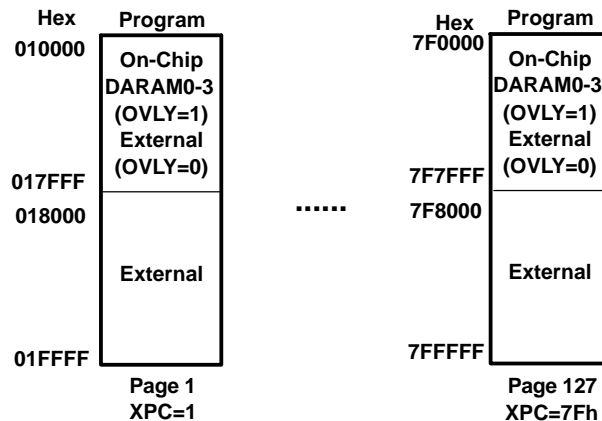 Hex Program
010000
On-Chip
DARAM0-3
(OVLY=1)
External
(OVLY=0)
017FFF
018000
External
01FFFF
Page 1
XPC=1
......
Hex Program
7F0000
On-Chip
DARAM0-3
(OVLY=1)
External
(OVLY=0)
7F7FFF
7F8000
External
7FFFFF
Page 127
XPC=7Fh